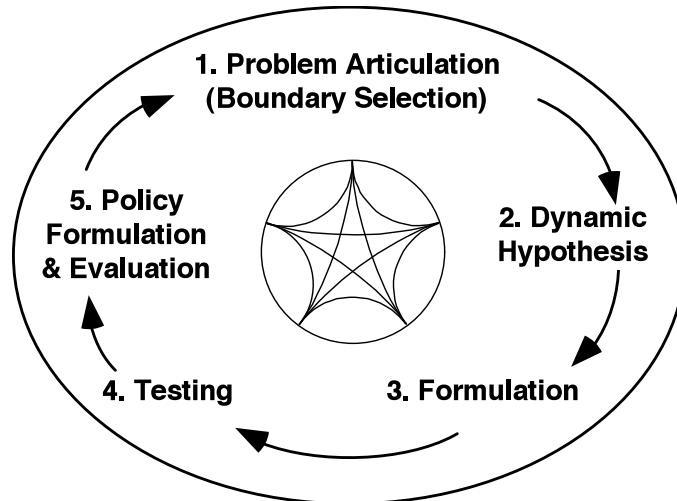 1. Problem Articulation
(Boundary Selection)
2. Dynamic
Hypothesis
3. Formulation
4. Testing
5. Policy
Formulation
& Evaluation